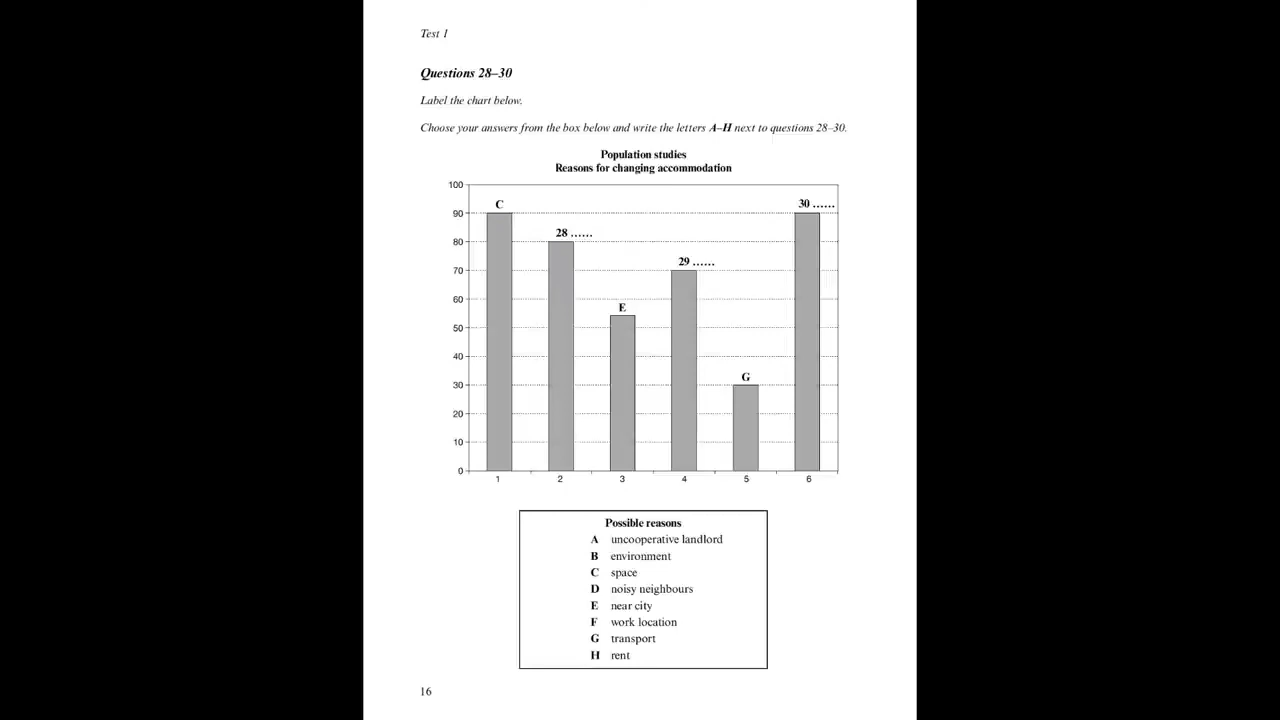 Test 1
Questions 28–30
Label the chart below.
Choose your answers from the box below and write the letters A–H next to questions 28–30.
Population studies
Reasons for changing accommodation
100
90
80
70
60
50
40
30
20
10
0
C
28 ......
E
29 ......
G
30 ......
1 2 3 4 5 6
Possible reasons
A uncooperative landlord
B environment
C space
D noisy neighbours
E near city
F work location
G transport
H rent
16